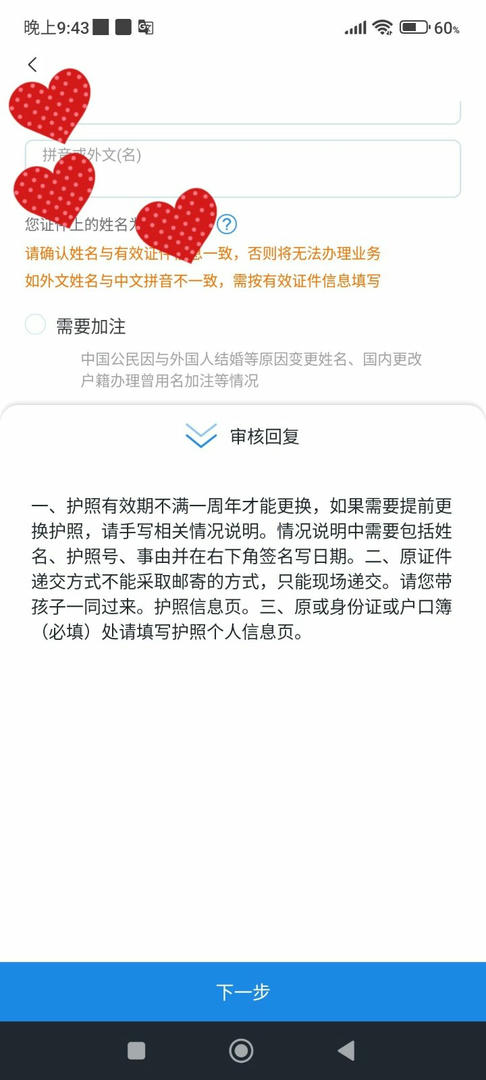 晚上9:43
60%
拼音或外文(名)
您证件上的姓名为
请确认姓名与有效证件信息一致，否则将无法办理业务
如外文姓名与中文拼音不一致，需按有效证件信息填写
需要加注
中国公民因与外国人结婚等原因变更姓名、国内更改
户籍办理曾用名加注等情况
审核回复
一、护照有效期不满一周年才能更换，如果需要提前更
换护照，请手写相关情况说明。情况说明中需要包括姓
名、护照号、事由并在右下角签名写日期。二、原证件
递交方式不能采取邮寄的方式，只能现场递交。请您带
孩子一同过来。护照信息页。三、原或身份证或户口簿
（必填）处请填写护照个人信息页。
下一步